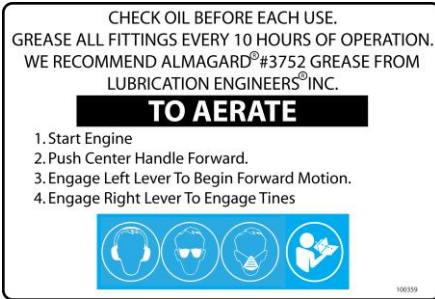 CHECK OIL BEFORE EACH USE.
GREASE ALL FITTINGS EVERY 10 HOURS OF OPERATION.
WE RECOMMEND ALMAGARD®#3752 GREASE FROM
LUBRICATION ENGINEERS®INC.
TO AERATE
1. Start Engine
2. Push Center Handle Forward.
3. Engage Left Lever To Begin Forward Motion.
4. Engage Right Lever To Engage Tines
100359